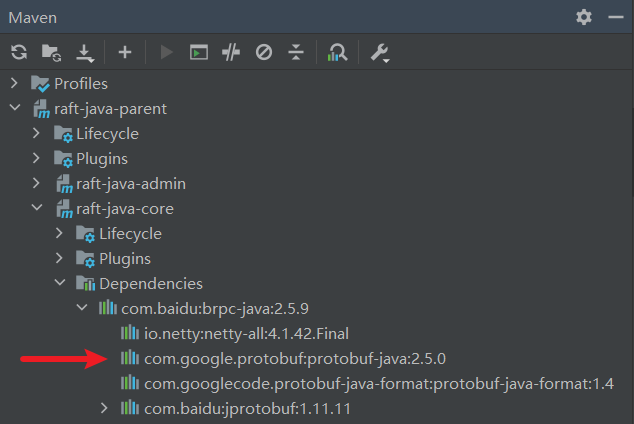 Maven
Profiles
raft-java-parent
Lifecycle
Plugins
raft-java-admin
raft-java-core
Lifecycle
Plugins
Dependencies
com.baidu:brpc-java:2.5.9
io.netty:netty-all:4.1.42.Final
com.google.protobuf:protobuf-java:2.5.0
com.googlecode.protobuf-java-format:protobuf-java-format:1.4
com.baidu:jprotobuf:1.11.11